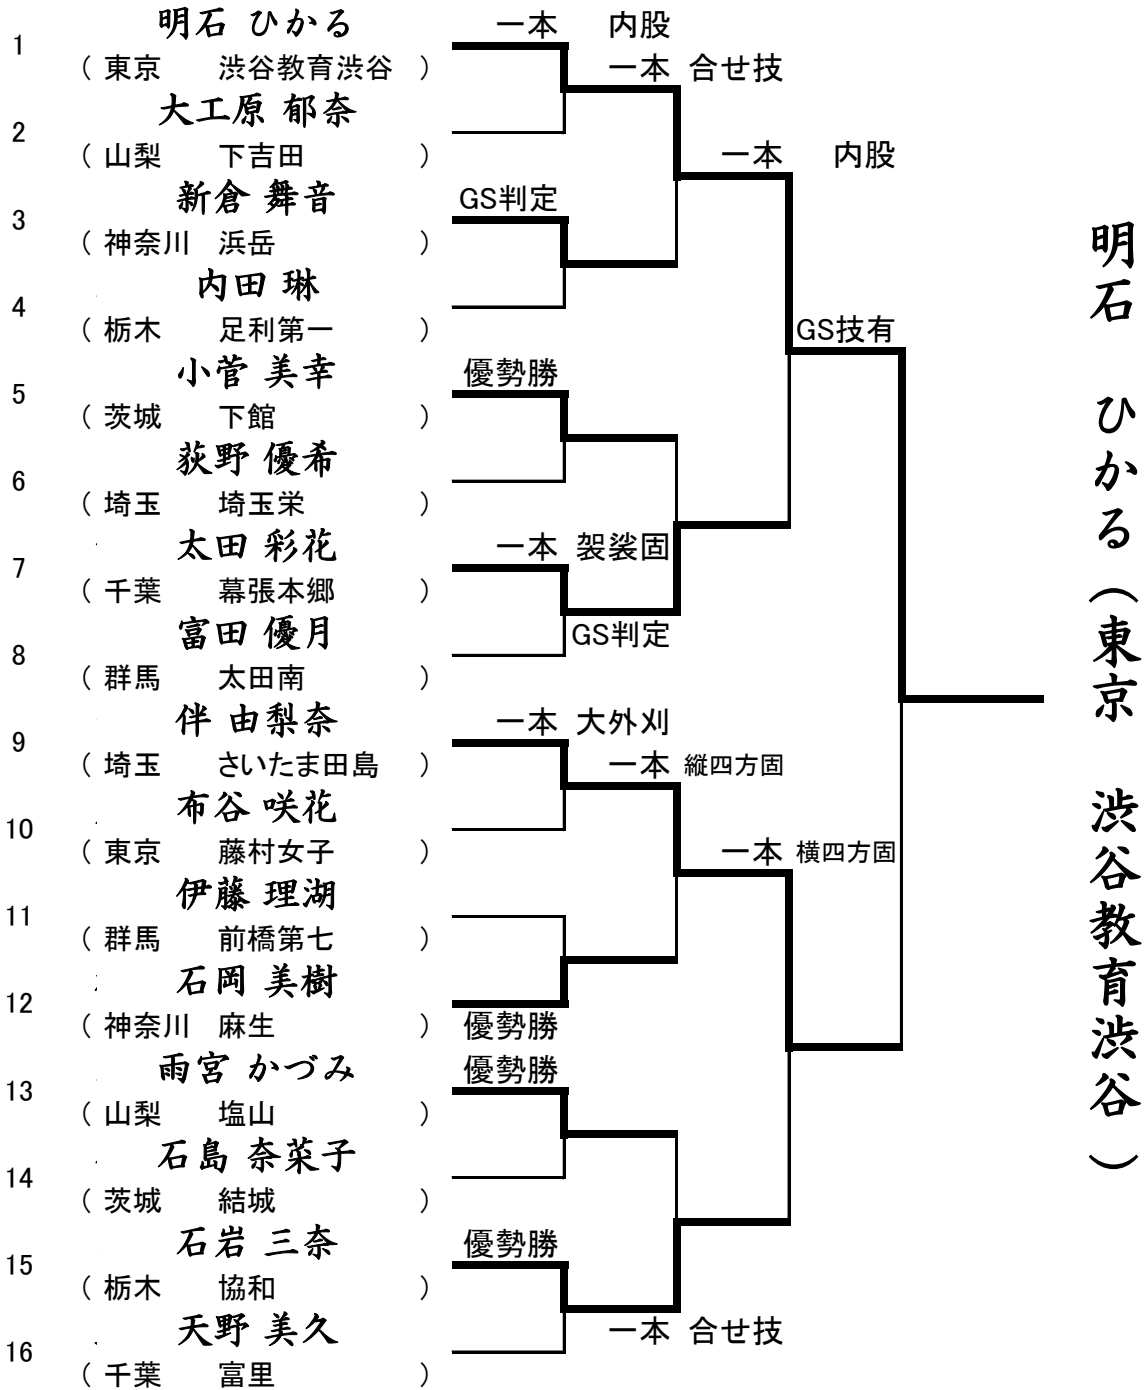 1 明石 ひかる 一本 内股
（ 東京 渋谷教育渋谷 ） 一本 合せ技
2 大工原 郁奈
（ 山梨 下吉田 ） 一本 内股
3 新倉 舞音 GS判定
（ 神奈川 浜岳 ）
4 内田 琳
（ 栃木 足利第一 ） GS技有
5 小菅 美幸 優勢勝
（ 茨城 下館 ）
6 荻野 優希
（ 埼玉 埼玉栄 ）
7 太田 彩花 一本 袈裟固
（ 千葉 幕張本郷 ）
8 富田 優月 GS判定
（ 群馬 太田南 ）
9 伴 由梨奈 一本 大外刈
（ 埼玉 さいたま田島 ） 一本 縦四方固
10 布谷 咲花
（ 東京 藤村女子 ） 一本 横四方固
11 伊藤 理湖
（ 群馬 前橋第七 ）
12 石岡 美樹
（ 神奈川 麻生 ） 優勢勝
13 雨宮 かづみ 優勢勝
（ 山梨 塩山 ）
14 石島 奈菜子
（ 茨城 結城 ）
15 石岩 三奈 優勢勝
（ 栃木 協和 ）
16 天野 美久 一本 合せ技
（ 千葉 富里 ）
明石 ひかる（東京 渋谷教育渋谷）